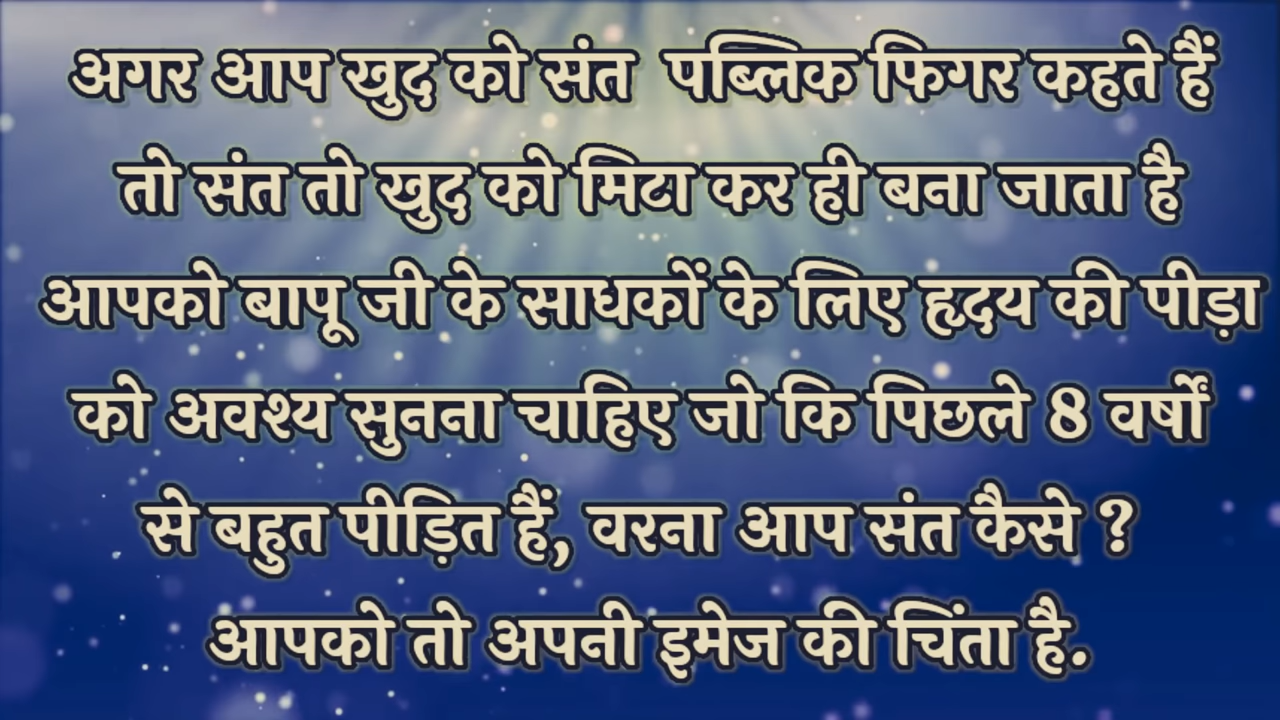 अगर आप खुद को संत पब्लिक फिगर कहते हैं
तो संत तो खुद को मिटा कर ही बना जाता है
आपको बापू जी के साधकों के लिए हृदय की पीड़ा
को अवश्य सुनना चाहिए जो कि पिछले 8 वर्षों
से बहुत पीड़ित हैं, वरना आप संत कैसे ?
आपको तो अपनी इमेज की चिंता है.